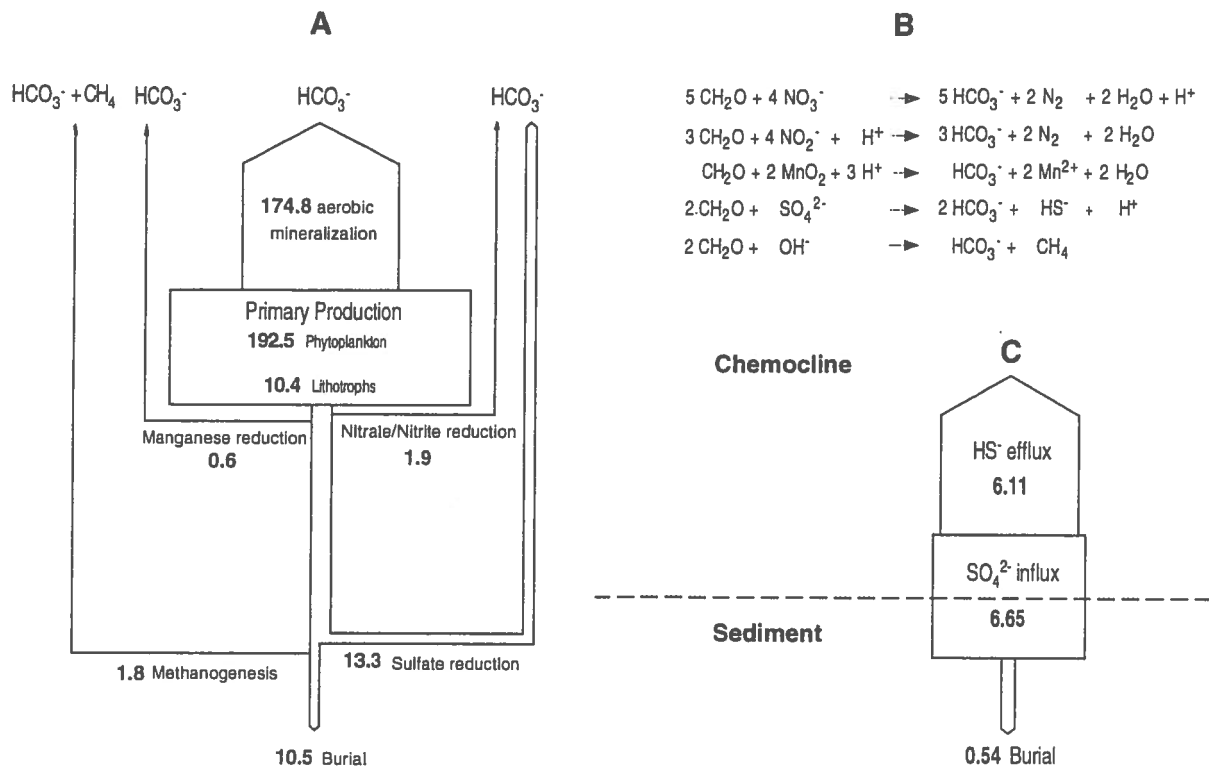 A
HCO₃⁻ + CH₄ HCO₃⁻ HCO₃⁻ HCO₃⁻
174.8 aerobic
mineralization
Primary Production
192.5 Phytoplankton
10.4 Lithotrophs
Manganese reduction
0.6
Nitrate/Nitrite reduction
1.9
1.8 Methanogenesis
13.3 Sulfate reduction
10.5 Burial
B
5 CH₂O + 4 NO₃⁻ → 5 HCO₃⁻ + 2 N₂ + 2 H₂O + H⁺
3 CH₂O + 4 NO₂⁻ + H⁺ → 3 HCO₃⁻ + 2 N₂ + 2 H₂O
CH₂O + 2 MnO₂ + 3 H⁺ → HCO₃⁻ + 2 Mn²⁺ + 2 H₂O
2 CH₂O + SO₄²⁻ → 2 HCO₃⁻ + HS⁻ + H⁺
2 CH₂O + OH⁻ → HCO₃⁻ + CH₄
Chemocline
C
HS⁻ efflux
6.11
SO₄²⁻ influx
6.65
Sediment
0.54 Burial